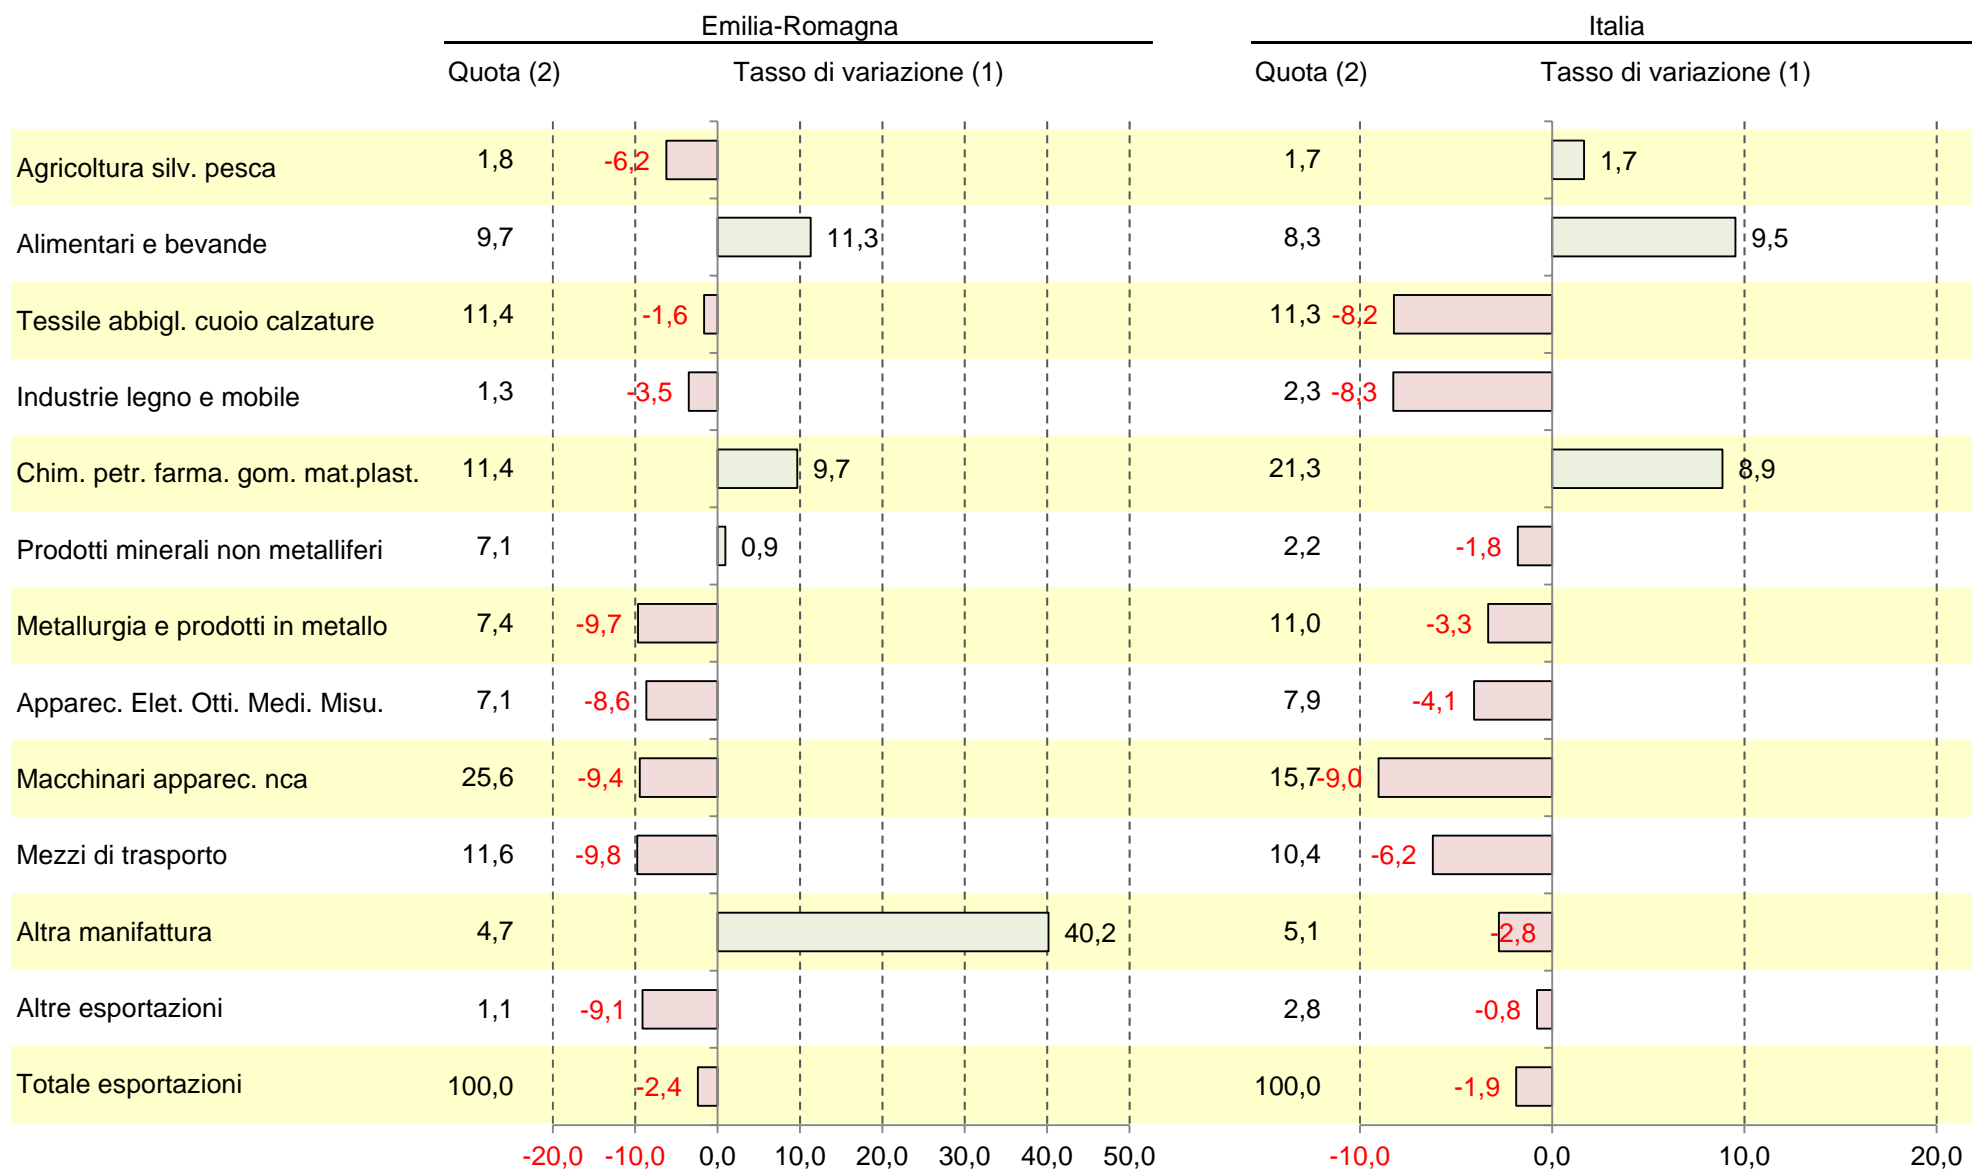 Emilia-Romagna Italia
Quota (2) Tasso di variazione (1) Quota (2) Tasso di variazione (1)
Agricoltura silv. pesca 1,8 -6,2 1,7 1,7
Alimentari e bevande 9,7 11,3 8,3 9,5
Tessile abbigl. cuoio calzature 11,4 -1,6 11,3 -8,2
Industrie legno e mobile 1,3 -3,5 2,3 -8,3
Chim. petr. farma. gom. mat.plast. 11,4 9,7 21,3 8,9
Prodotti minerali non metalliferi 7,1 0,9 2,2 -1,8
Metallurgia e prodotti in metallo 7,4 -9,7 11,0 -3,3
Apparec. Elet. Otti. Medi. Misu. 7,1 -8,6 7,9 -4,1
Macchinari apparec. nca 25,6 -9,4 15,7 -9,0
Mezzi di trasporto 11,6 -9,8 10,4 -6,2
Altra manifattura 4,7 40,2 5,1 -2,8
Altre esportazioni 1,1 -9,1 2,8 -0,8
Totale esportazioni 100,0 -2,4 100,0 -1,9
-20,0 -10,0 0,0 10,0 20,0 30,0 40,0 50,0 -10,0 0,0 10,0 20,0